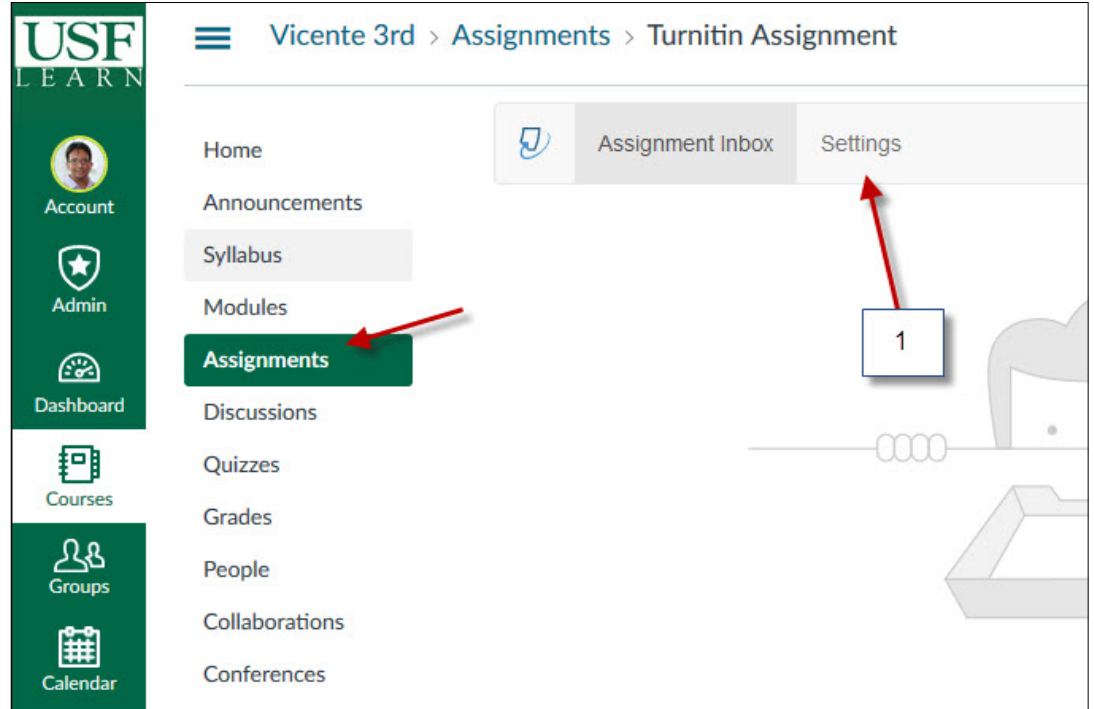 USF
LEARN
Vicente 3rd > Assignments > Turnitin Assignment
Account
Admin
Dashboard
Courses
Groups
Calendar
Home
Announcements
Syllabus
Modules
Assignments
Discussions
Quizzes
Grades
People
Collaborations
Conferences
Assignment Inbox
Settings
1